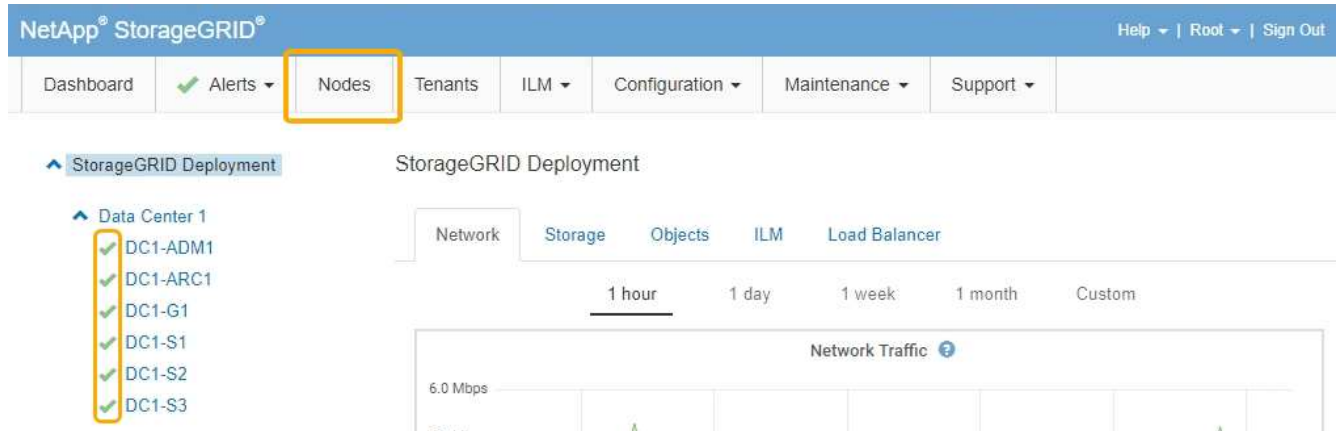 NetApp® StorageGRID®
Help | Root | Sign Out
Dashboard Alerts Nodes Tenants ILM Configuration Maintenance Support
StorageGRID Deployment
Data Center 1
DC1-ADM1
DC1-ARC1
DC1-G1
DC1-S1
DC1-S2
DC1-S3
StorageGRID Deployment
Network Storage Objects ILM Load Balancer
1 hour 1 day 1 week 1 month Custom
Network Traffic ?
6.0 Mbps